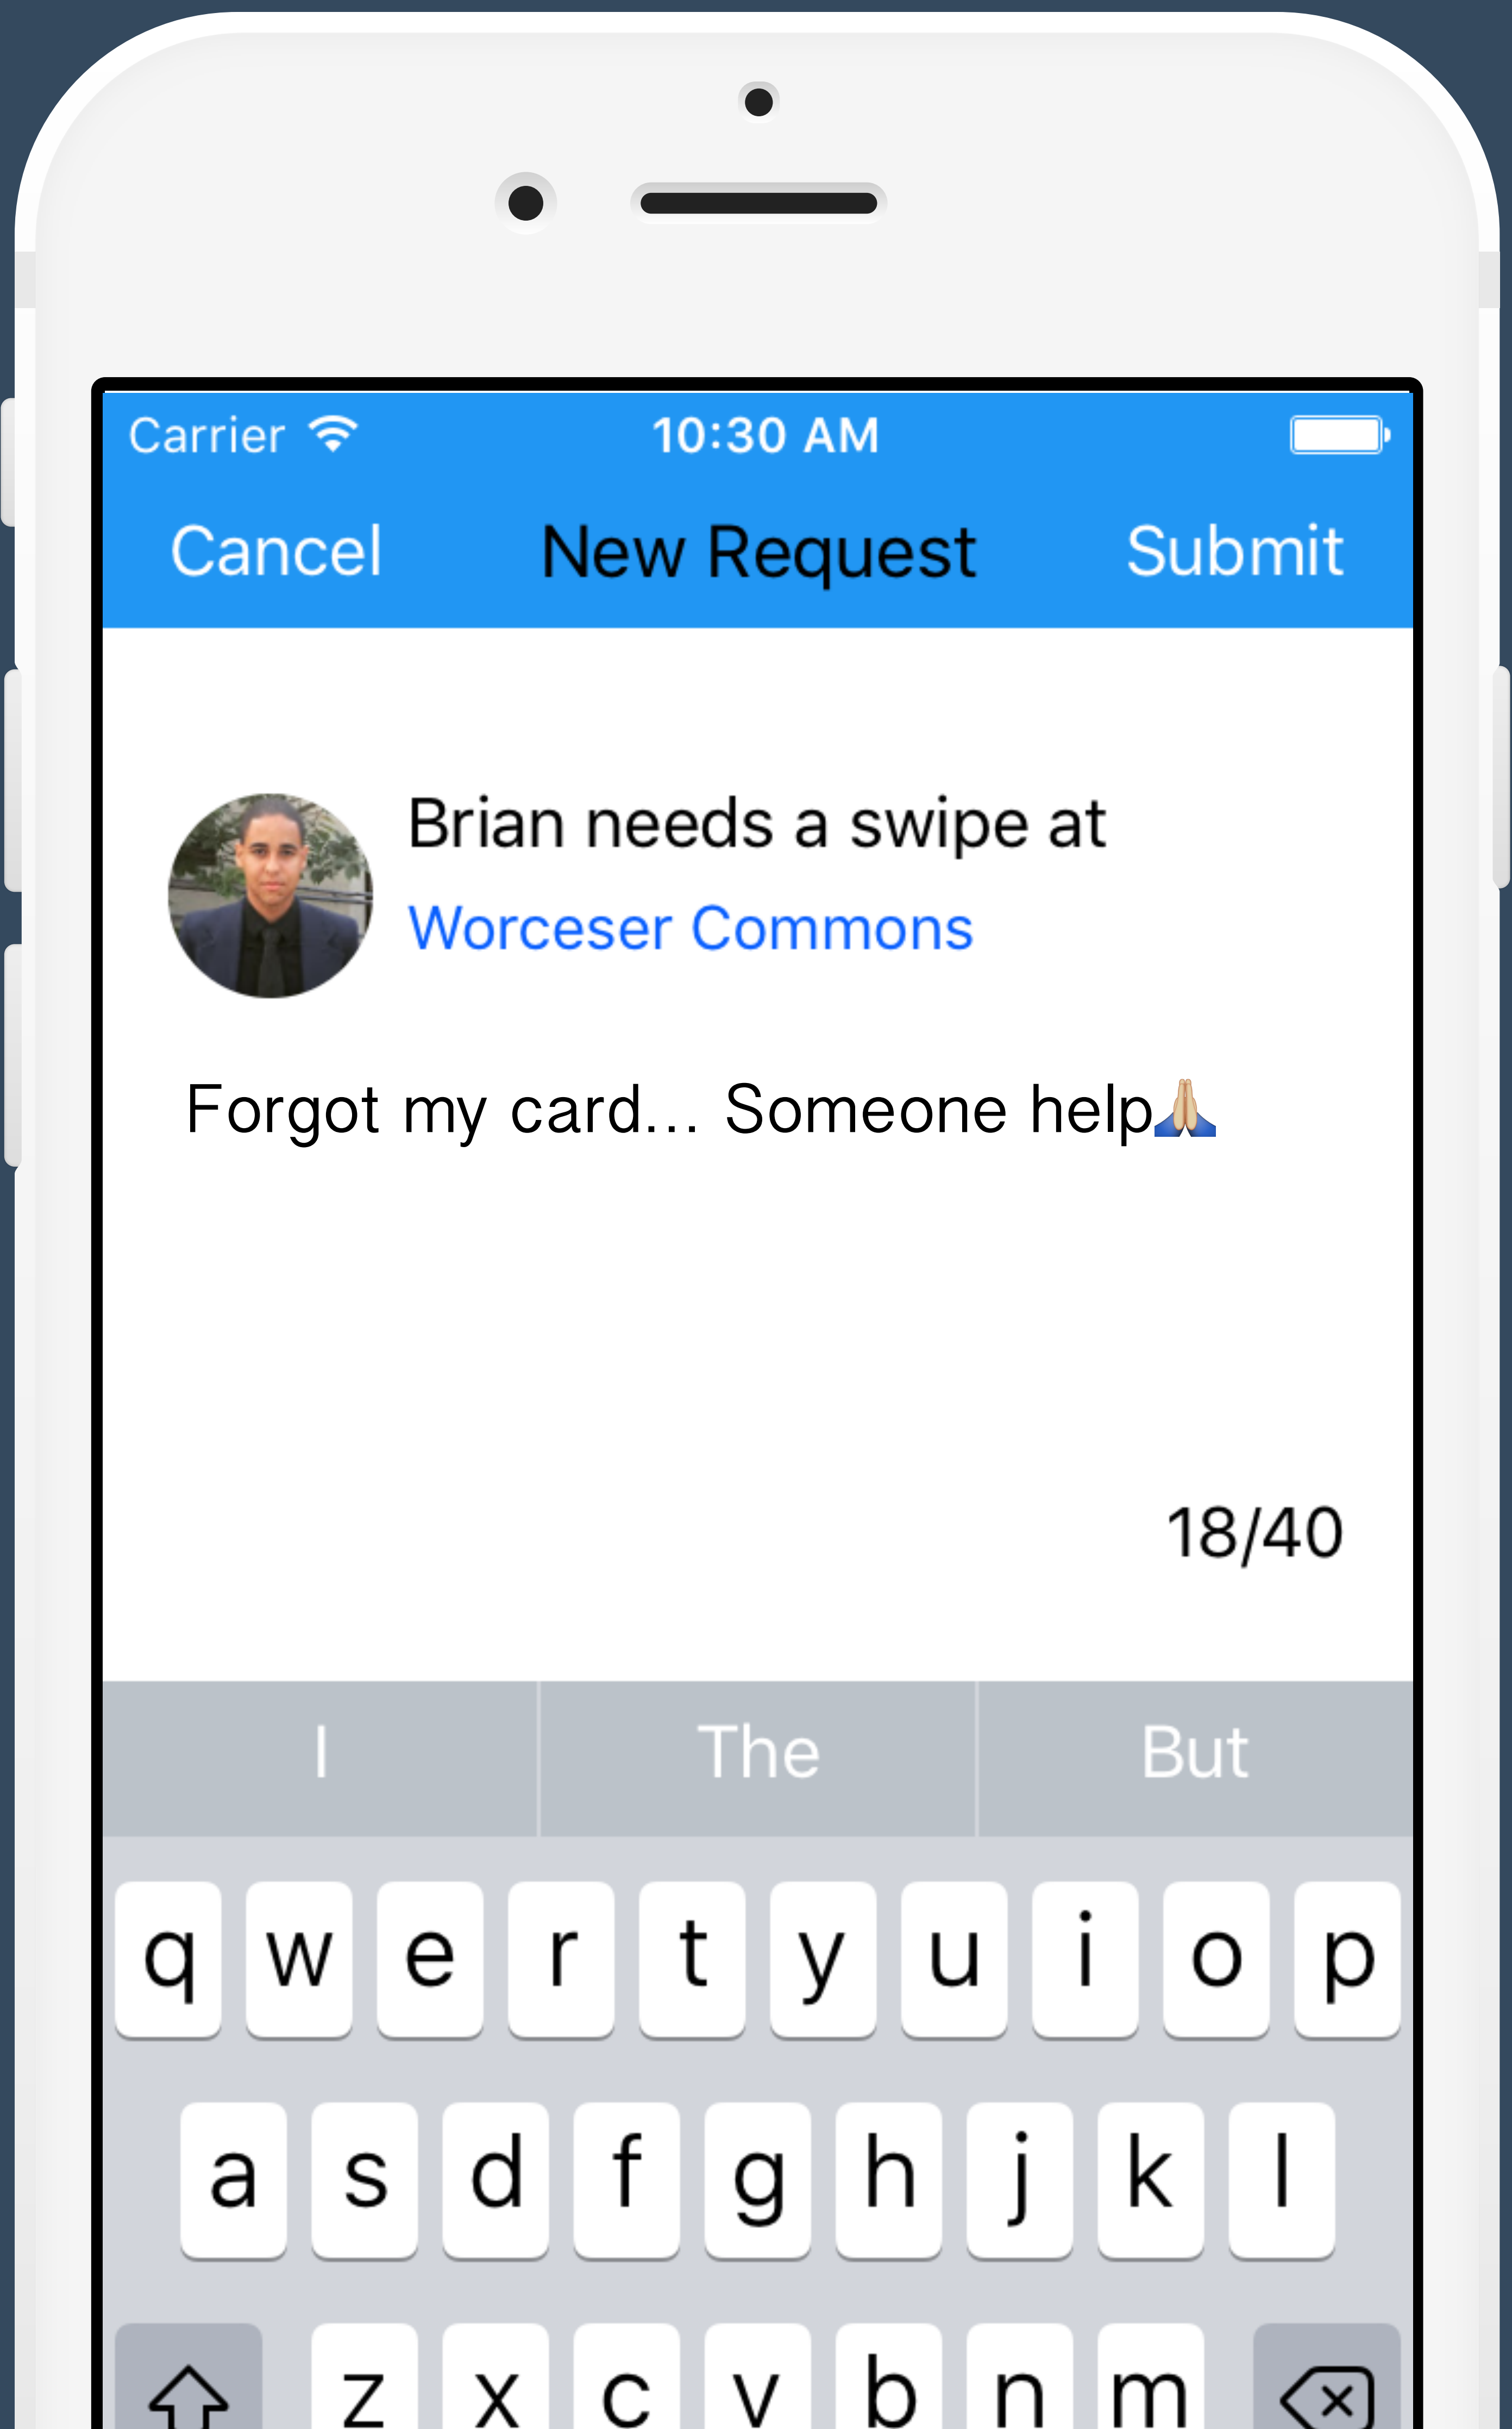 Carrier 10:30 AM
Cancel New Request Submit
Brian needs a swipe at
Worceser Commons
Forgot my card... Someone help🙏🏼
18/40
I The But
q w e r t y u i o p
a s d f g h j k l
z x c v b n m